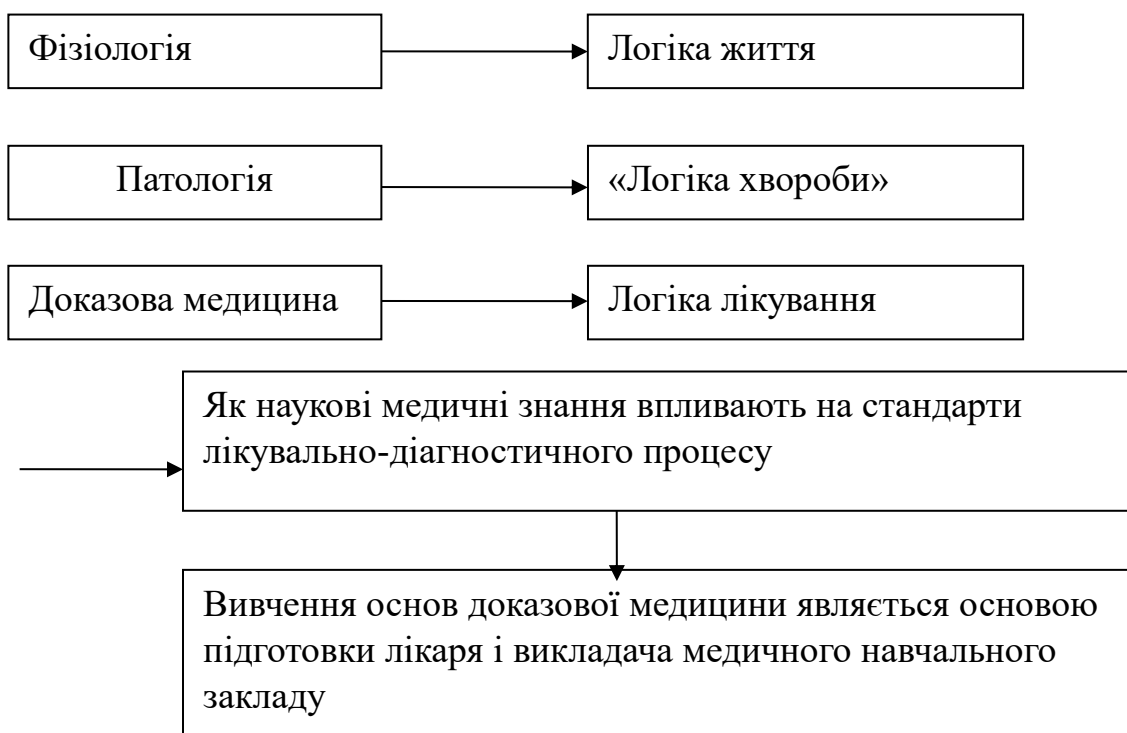 Фізіологія
Логіка життя
Патологія
«Логіка хвороби»
Доказова медицина
Логіка лікування
Як наукові медичні знання впливають на стандарти
лікувально-діагностичного процесу
Вивчення основ доказової медицини являється основою
підготовки лікаря і викладача медичного навчального
закладу